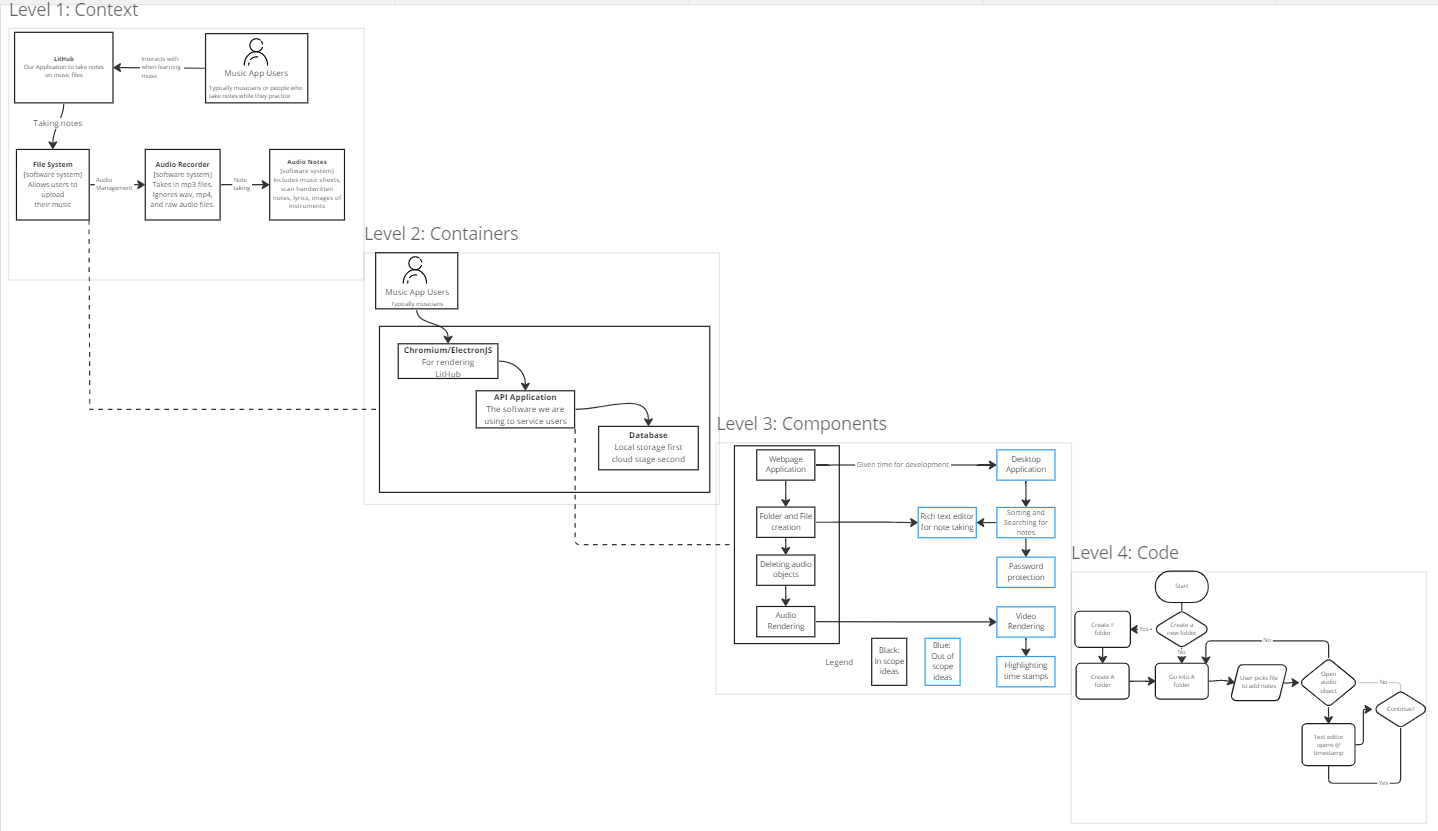 Level 1: Context
LitHub
Our Application to take notes
on music files
Interacts with
when learning
music
Music App Users
Typically musicians or people who
take notes while they practice
Taking notes
File System
[software system]
Allows users to
upload
their music
Audio
Management
Audio Recorder
[software system]
Takes in mp3 files.
Ignores wav, mp4,
and raw audio files.
Note
taking
Audio Notes
[software system]
Includes music sheets,
scan handwritten
notes, lyrics, images of
instruments
Level 2: Containers
Music App Users
Typically musicians
Chromium/ElectronJS
For rendering
LitHub
API Application
The software we are
using to service users
Database
Local storage first
cloud stage second
Level 3: Components
Webpage
Application
Given time for development
Desktop
Application
Folder and File
creation
Rich text editor
for note taking
Sorting and
Searching for
notes
Deleting audio
objects
Password
protection
Audio
Rendering
Video
Rendering
Legend
Black:
In scope
ideas
Blue:
Out of
scope
ideas
Highlighting
time stamps
Level 4: Code
Start
Create F
folder
Yes
Create a
new folder
No
No
Create A
folder
Go into A
folder
User picks file
to add notes
Open
audio
object
No
Continue?
Text editor
opens @
timestamp
Yes